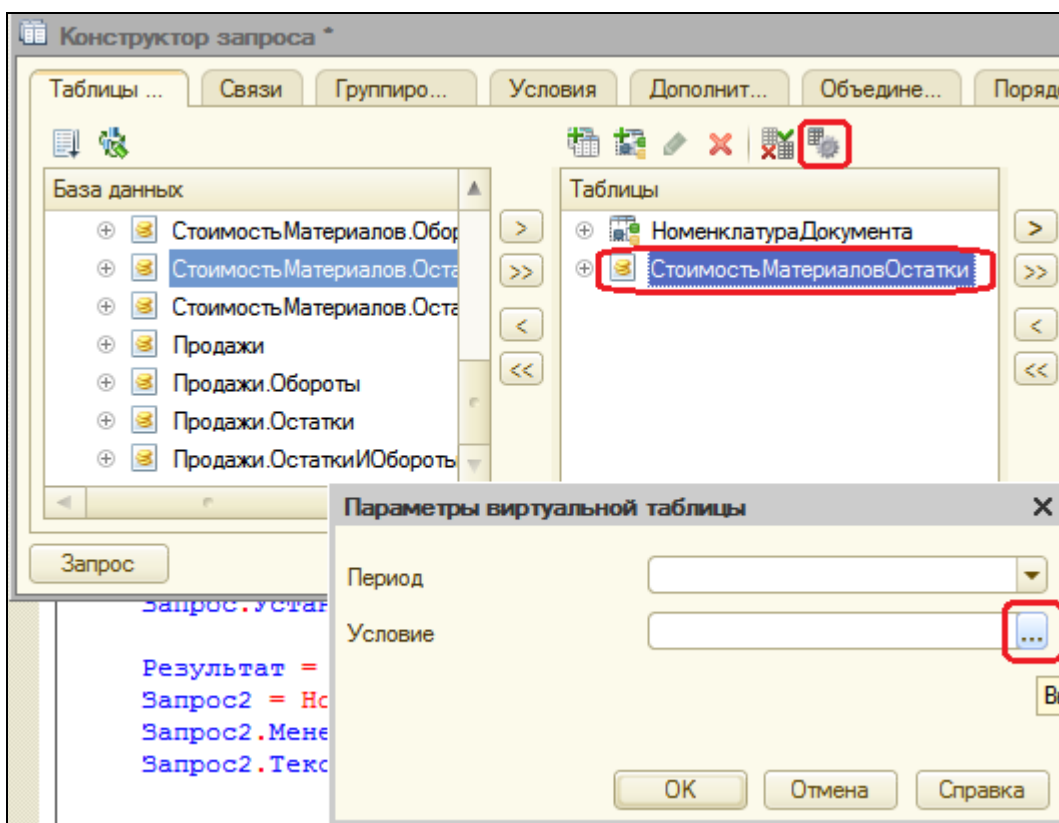 Конструктор запроса *
Таблицы ... Связи Группиро... Условия Дополнит... Объедине... Поряд
База данных
Таблицы
СтоимостьМатериалов.Обор
СтоимостьМатериалов.Оста
СтоимостьМатериалов.Оста
Продажи
Продажи.Обороты
Продажи.Остатки
Продажи.ОстаткиИОбороты
НоменклатураДокумента
СтоимостьМатериаловОстатки
> >> < <<
> >> < <<
Запрос
Параметры виртуальной таблицы
Период
Условие ...
OK Отмена Справка
Запрос.Устан
Результат =
Запрос2 = Но
Запрос2.Мене
Запрос2.Текс